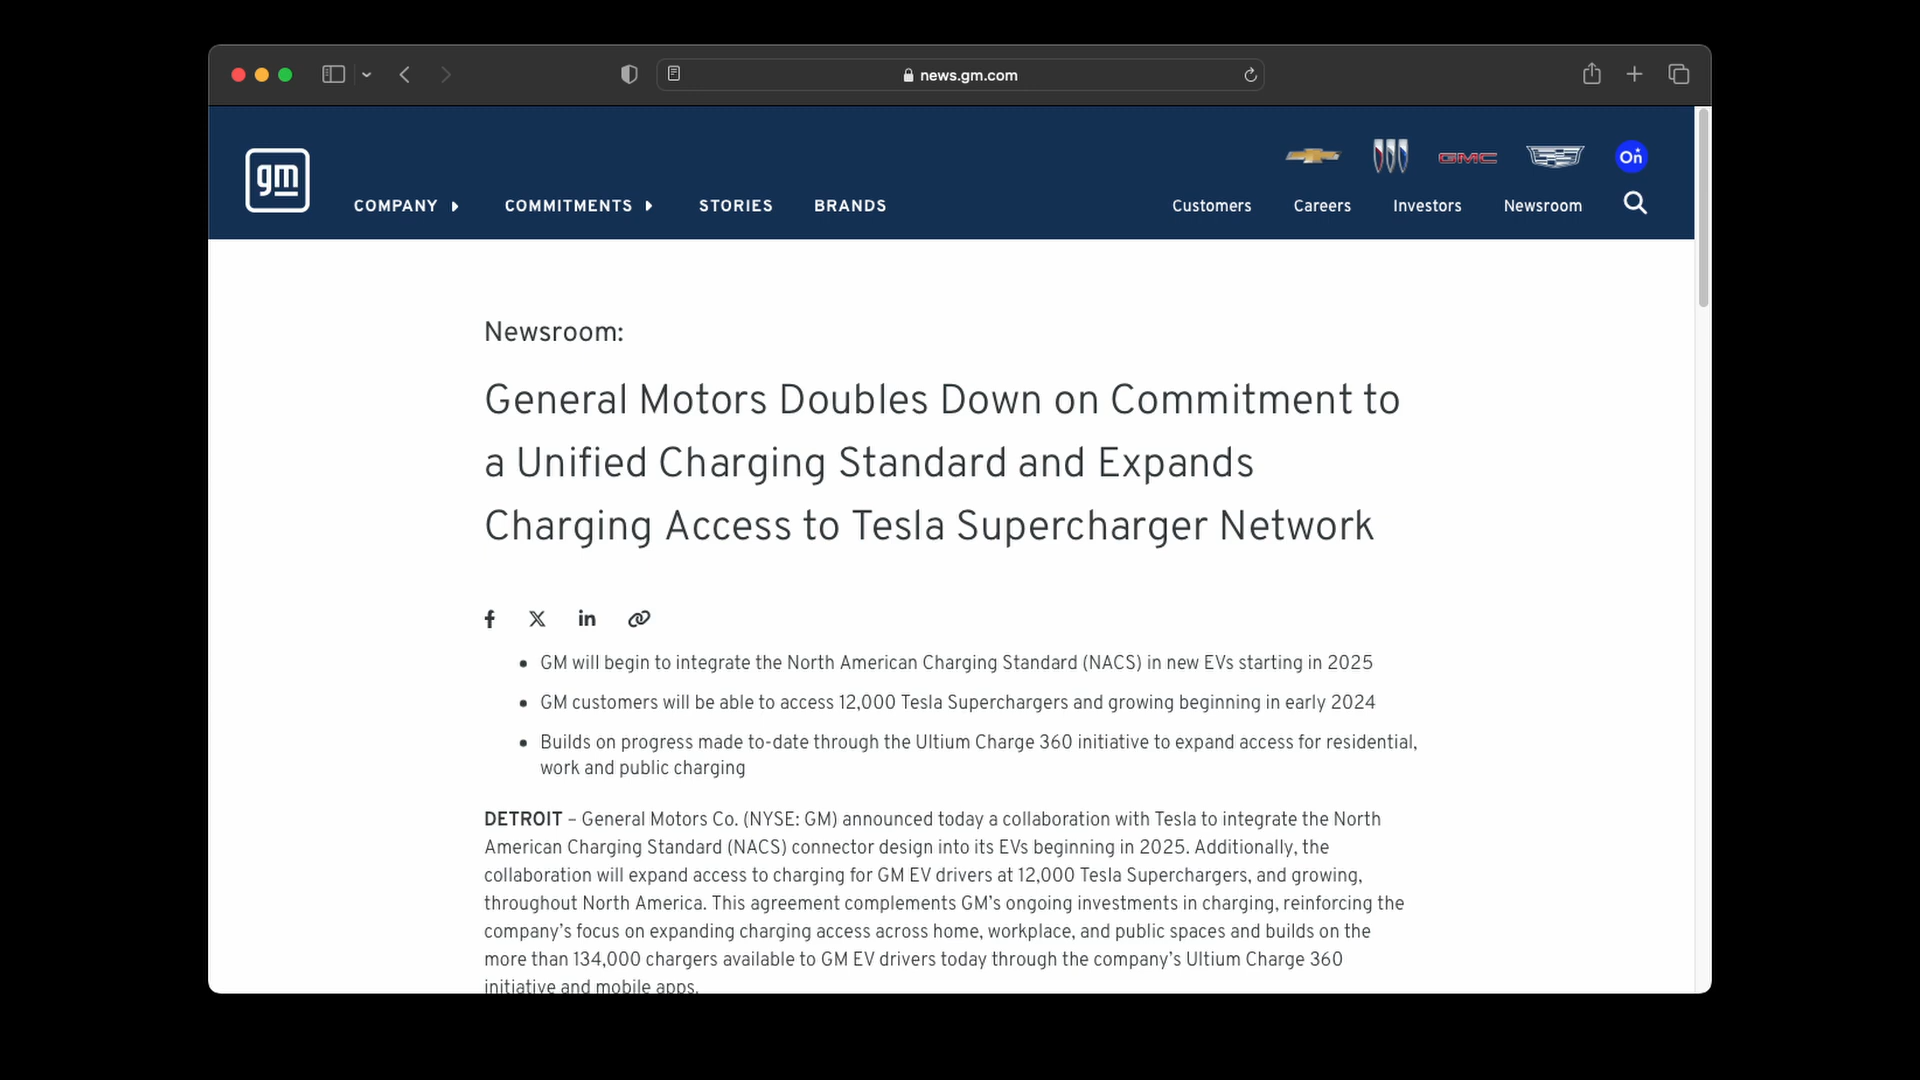 news.gm.com
gm
GMC
On
COMPANY
COMMITMENTS
STORIES
BRANDS
Customers
Careers
Investors
Newsroom
Newsroom:
General Motors Doubles Down on Commitment to
a Unified Charging Standard and Expands
Charging Access to Tesla Supercharger Network
• GM will begin to integrate the North American Charging Standard (NACS) in new EVs starting in 2025
• GM customers will be able to access 12,000 Tesla Superchargers and growing beginning in early 2024
• Builds on progress made to-date through the Ultium Charge 360 initiative to expand access for residential,
work and public charging
DETROIT – General Motors Co. (NYSE: GM) announced today a collaboration with Tesla to integrate the North
American Charging Standard (NACS) connector design into its EVs beginning in 2025. Additionally, the
collaboration will expand access to charging for GM EV drivers at 12,000 Tesla Superchargers, and growing,
throughout North America. This agreement complements GM’s ongoing investments in charging, reinforcing the
company’s focus on expanding charging access across home, workplace, and public spaces and builds on the
more than 134,000 chargers available to GM EV drivers today through the company’s Ultium Charge 360
initiative and mobile apps.